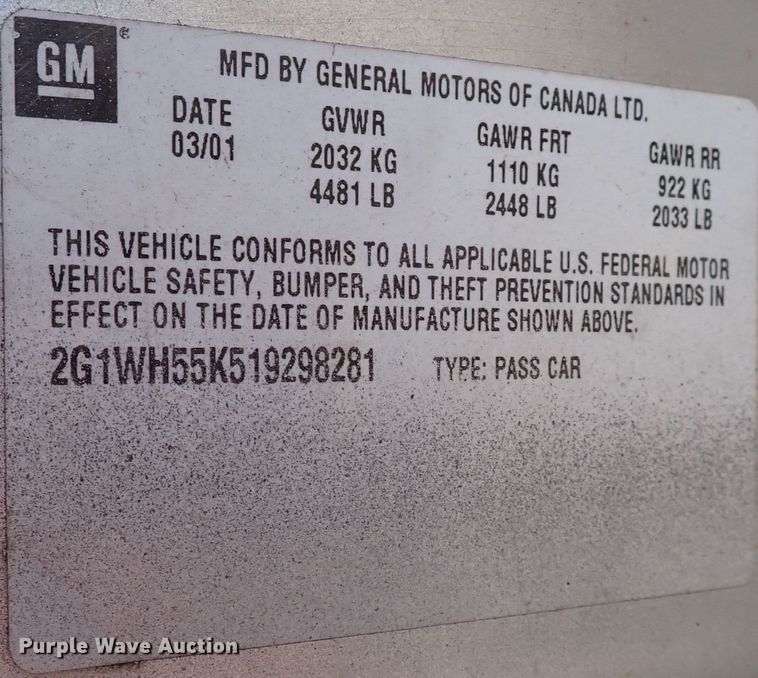 GM®
MFD BY GENERAL MOTORS OF CANADA LTD.
DATE GVWR GAWR FRT GAWR RR
03/01 2032 KG 1110 KG 922 KG
4481 LB 2448 LB 2033 LB
THIS VEHICLE CONFORMS TO ALL APPLICABLE U.S. FEDERAL MOTOR
VEHICLE SAFETY, BUMPER, AND THEFT PREVENTION STANDARDS IN
EFFECT ON THE DATE OF MANUFACTURE SHOWN ABOVE.
2G1WH55K519298281 TYPE: PASS CAR
Purple Wave Auction